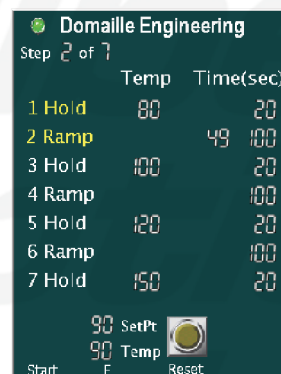 Domaille Engineering
Step 2 of 7
Temp Time(sec)
1 Hold 80 20
2 Ramp 49 100
3 Hold 100 20
4 Ramp 100
5 Hold 120 20
6 Ramp 100
7 Hold 150 20
90 SetPt
90 Temp
Start F Reset